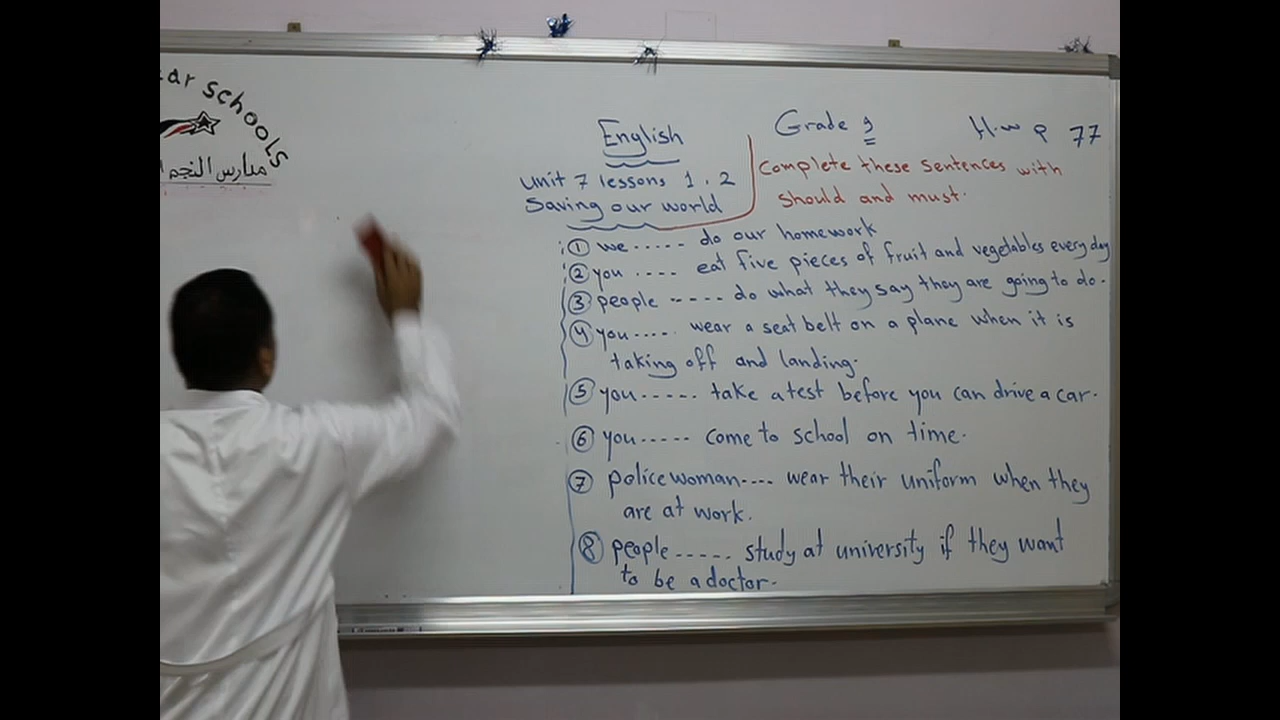 schools
مدارس النجم
English
Grade 9
H.w P 77
unit 7 lessons 1 . 2
Saving our world
Complete these sentences with
should and must.
① we ..... do our homework
② you .... eat five pieces of fruit and vegetables every day
③ people ..... do what they say they are going to do.
④ you .... wear a seat belt on a plane when it is
taking off and landing.
⑤ you ..... take a test before you can drive a car.
⑥ you ..... come to school on time.
⑦ police woman .... wear their uniform when they
are at work.
⑧ people ..... study at university if they want
to be a doctor.